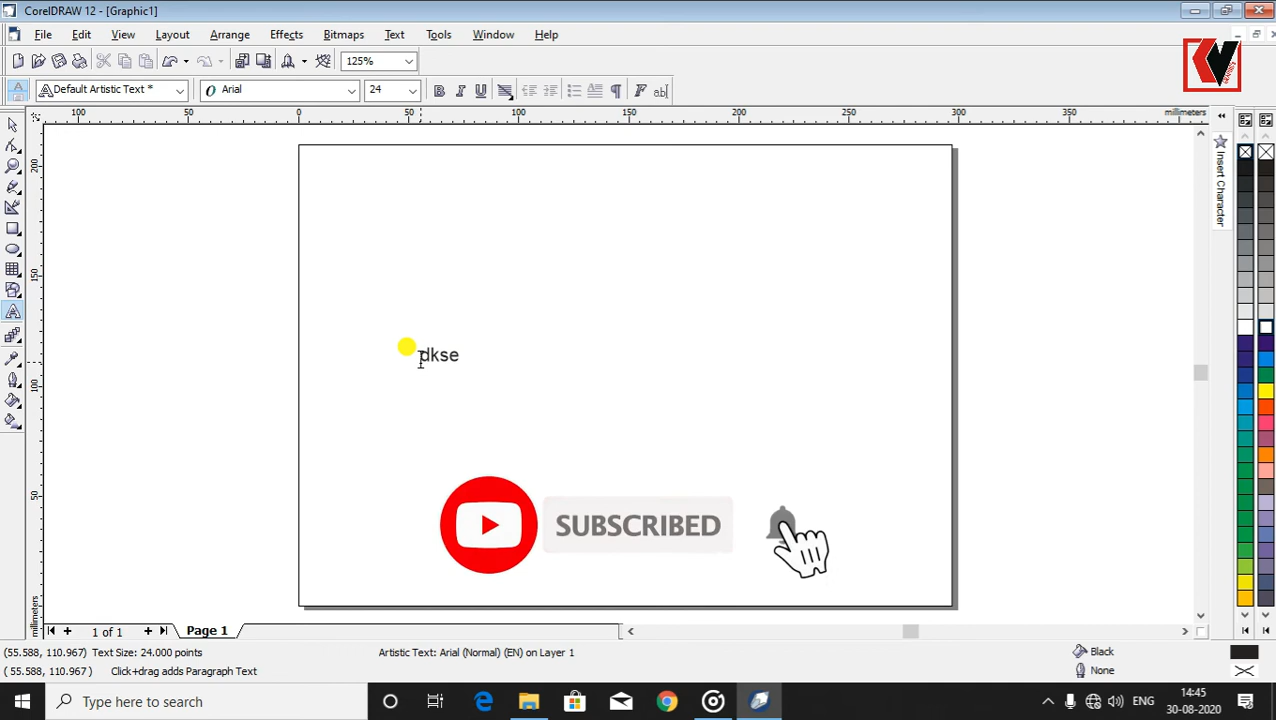 CorelDRAW 12 - [Graphic1]
File Edit View Layout Arrange Effects Bitmaps Text Tools Window Help
125%
Default Artistic Text * Arial 24
100 50 0 50 100 150 200 250 300 350 millimeters
200
150
100
50
millimeters
Insert Character
dkse
SUBSCRIBED
1 of 1 Page 1
(55.588, 110.967) Text Size: 24.000 points Artistic Text: Arial (Normal) (EN) on Layer 1 Black
( 55.588, 110.967 ) Click+drag adds Paragraph Text None
Type here to search ENG 14:45
30-08-2020